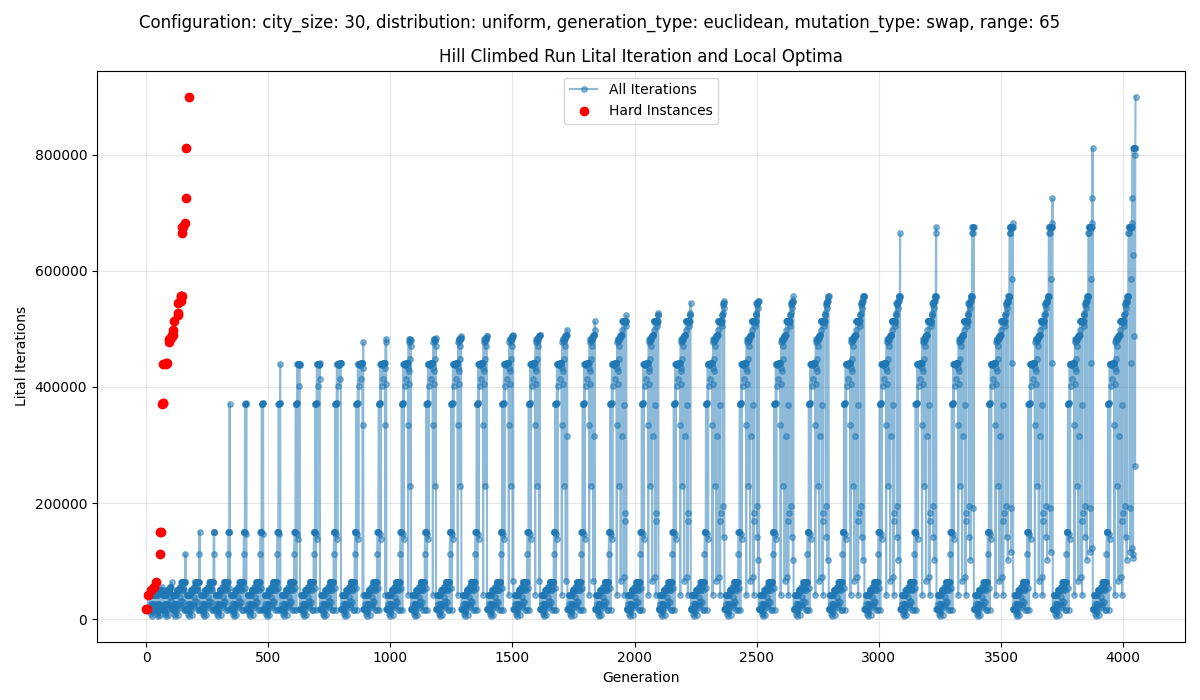 Configuration: city_size: 30, distribution: uniform, generation_type: euclidean, mutation_type: swap, range: 65
Hill Climbed Run Lital Iteration and Local Optima
All Iterations
Hard Instances
Lital Iterations
800000
600000
400000
200000
0
0 500 1000 1500 2000 2500 3000 3500 4000
Generation